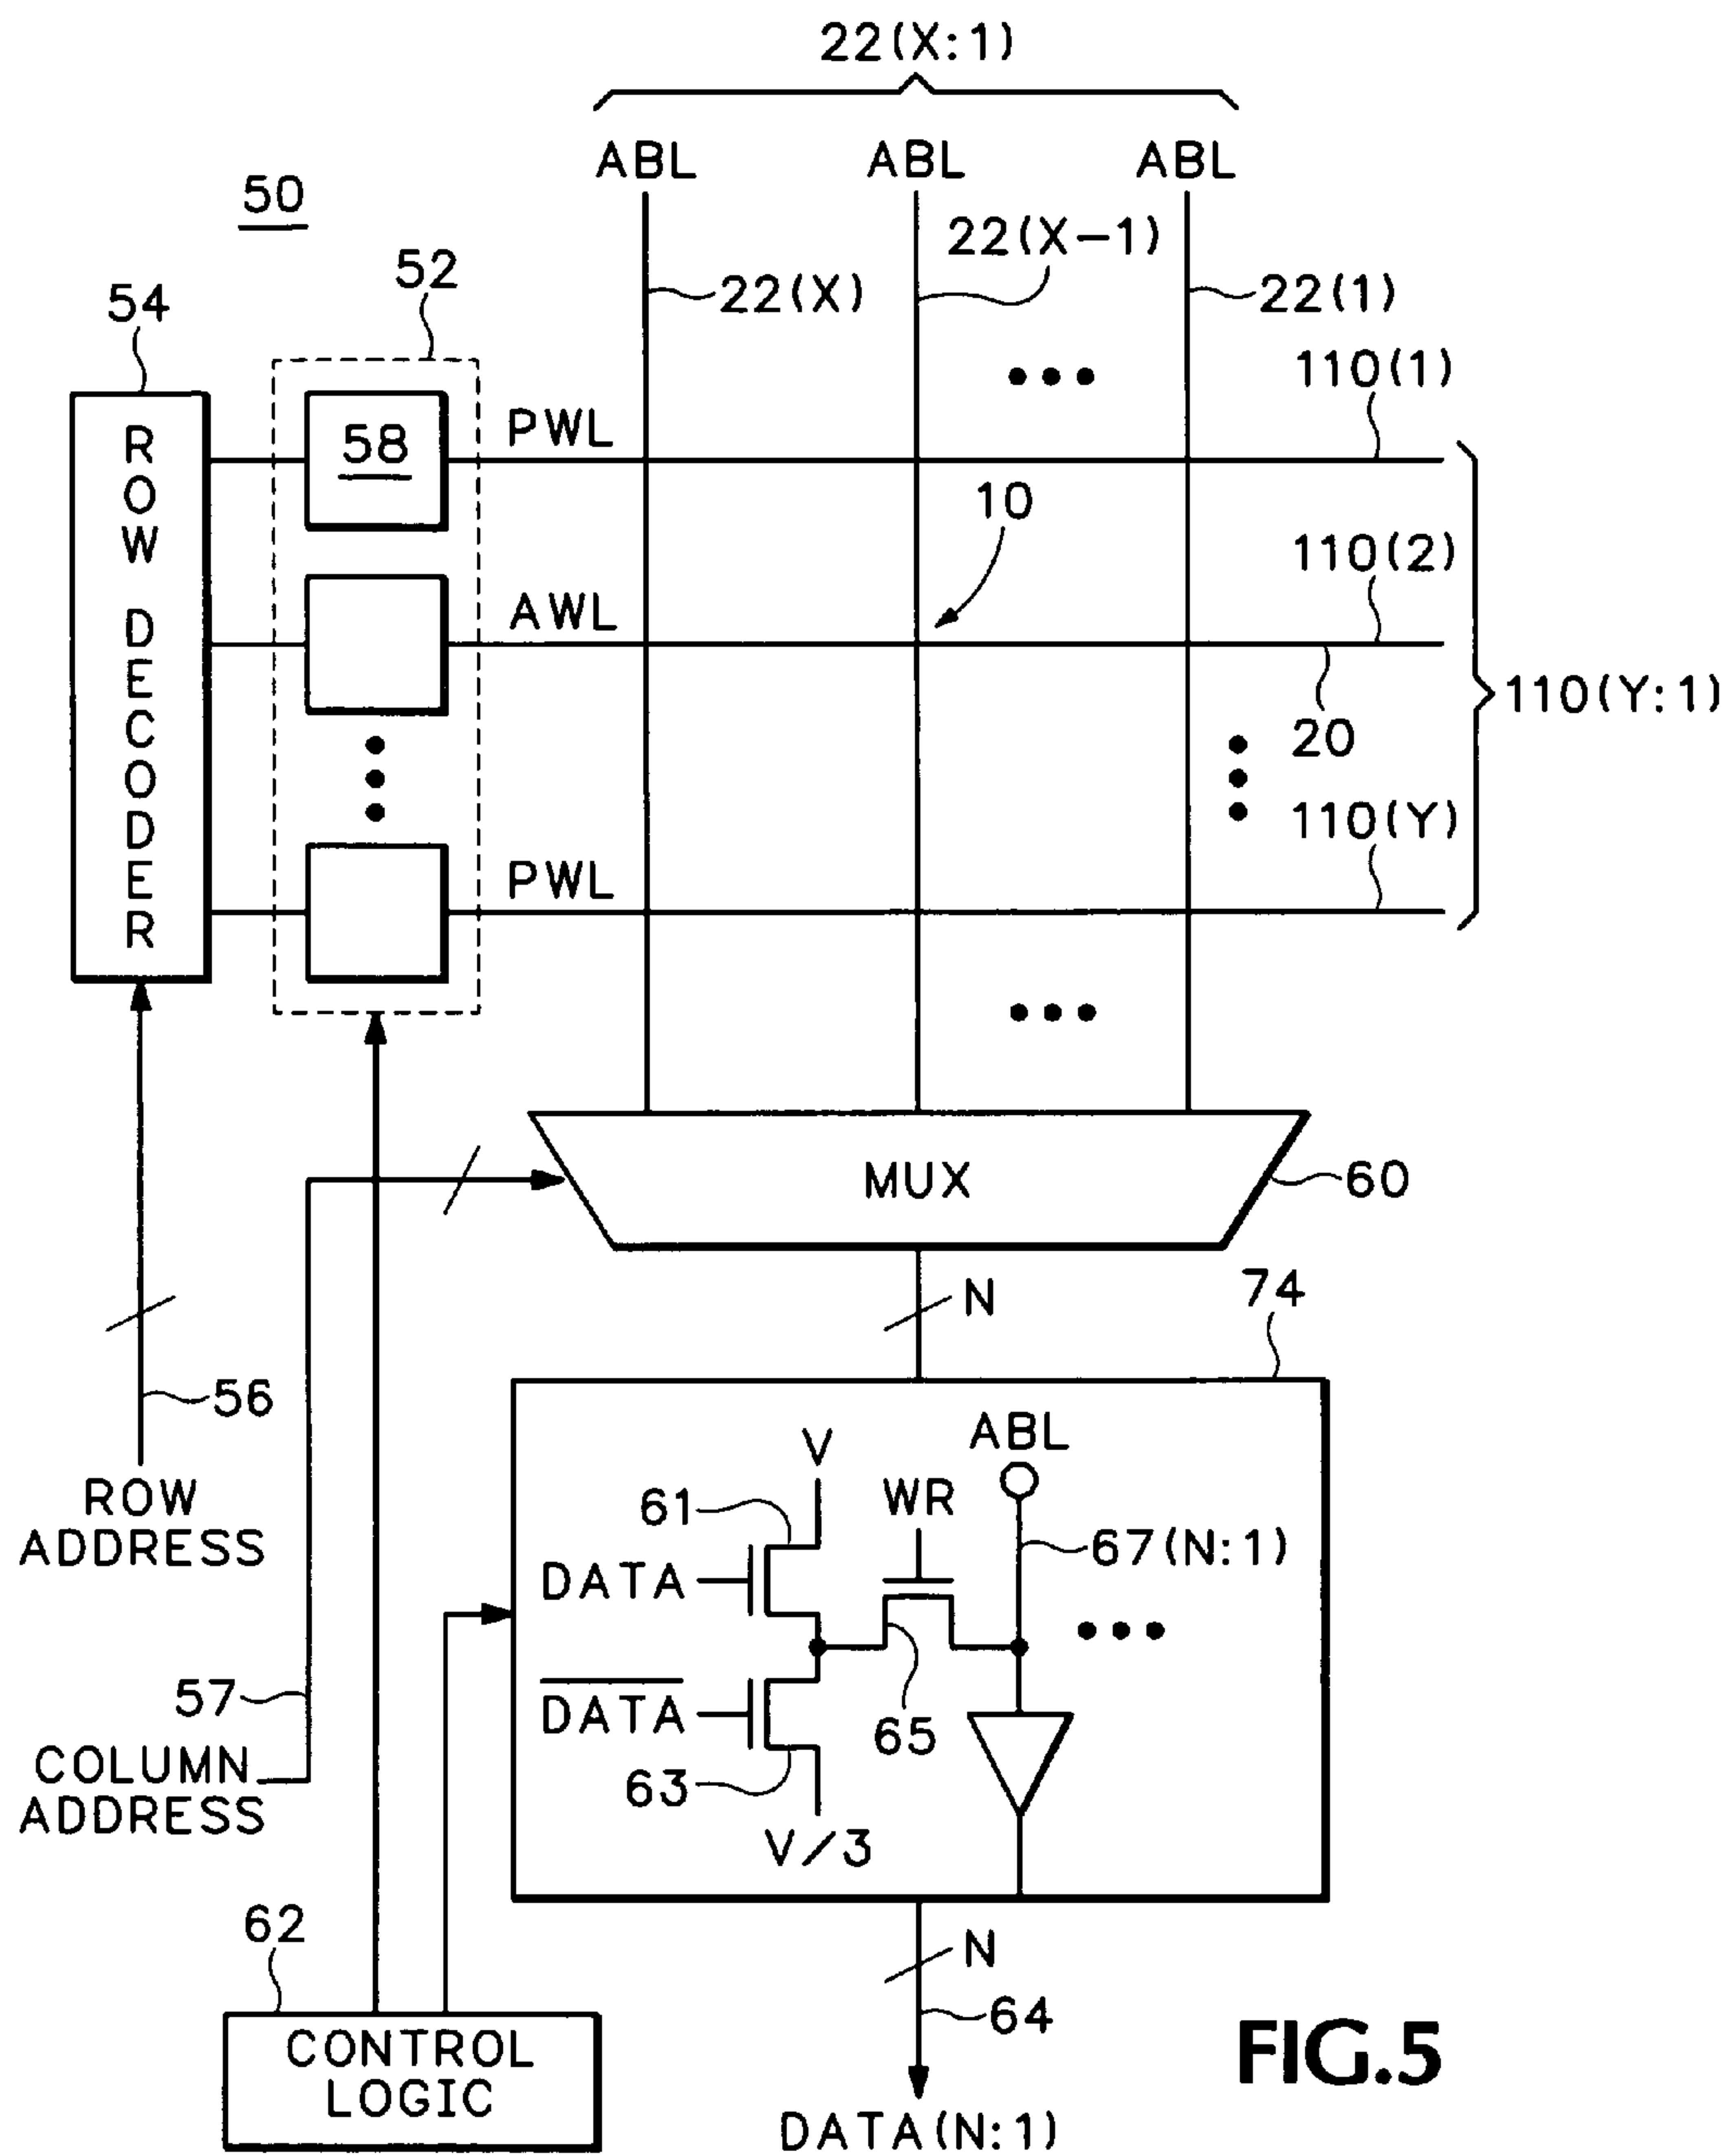 22(X:1)
ABL ABL ABL
50
22(X-1)
52
22(X)
22(1)
54
110(1)
PWL
58
10
ROW DECODER
110(2)
AWL
20
110(Y:1)
110(Y)
PWL
MUX
60
N
74
56
ROW
ADDRESS
V
ABL
61
WR
67(N:1)
DATA
57
DATA
65
COLUMN
ADDRESS
63
V/3
62
N
64
CONTROL
LOGIC
DATA(N:1)
FIG.5